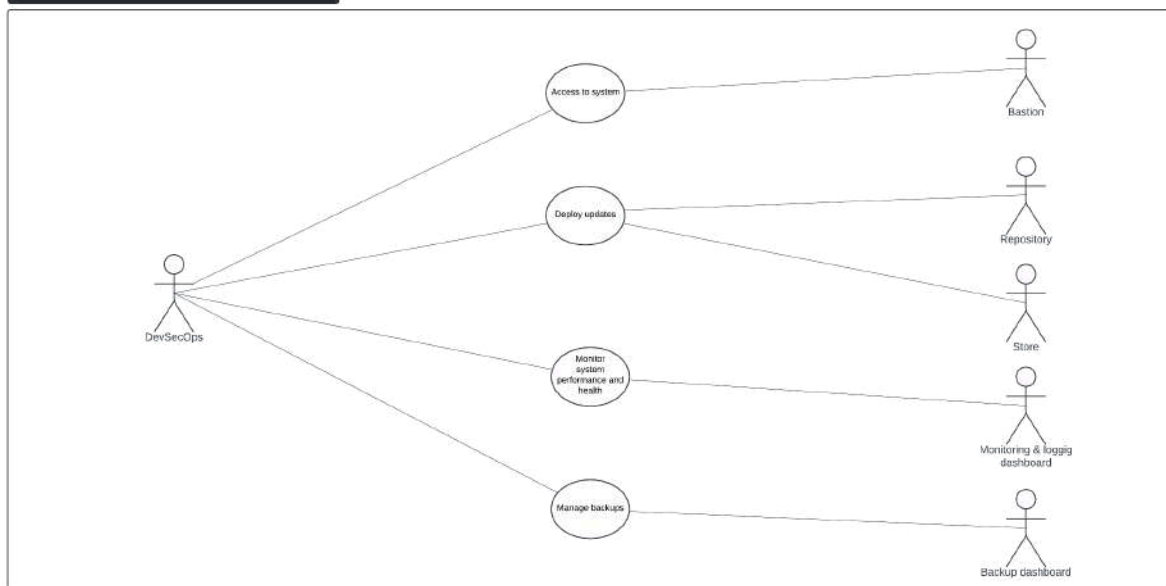 Access to system
Bastion
Deploy updates
Repository
DevSecOps
Store
Monitor
system
performance and
health
Monitoring & loggig
dashboard
Manage backups
Backup dashboard